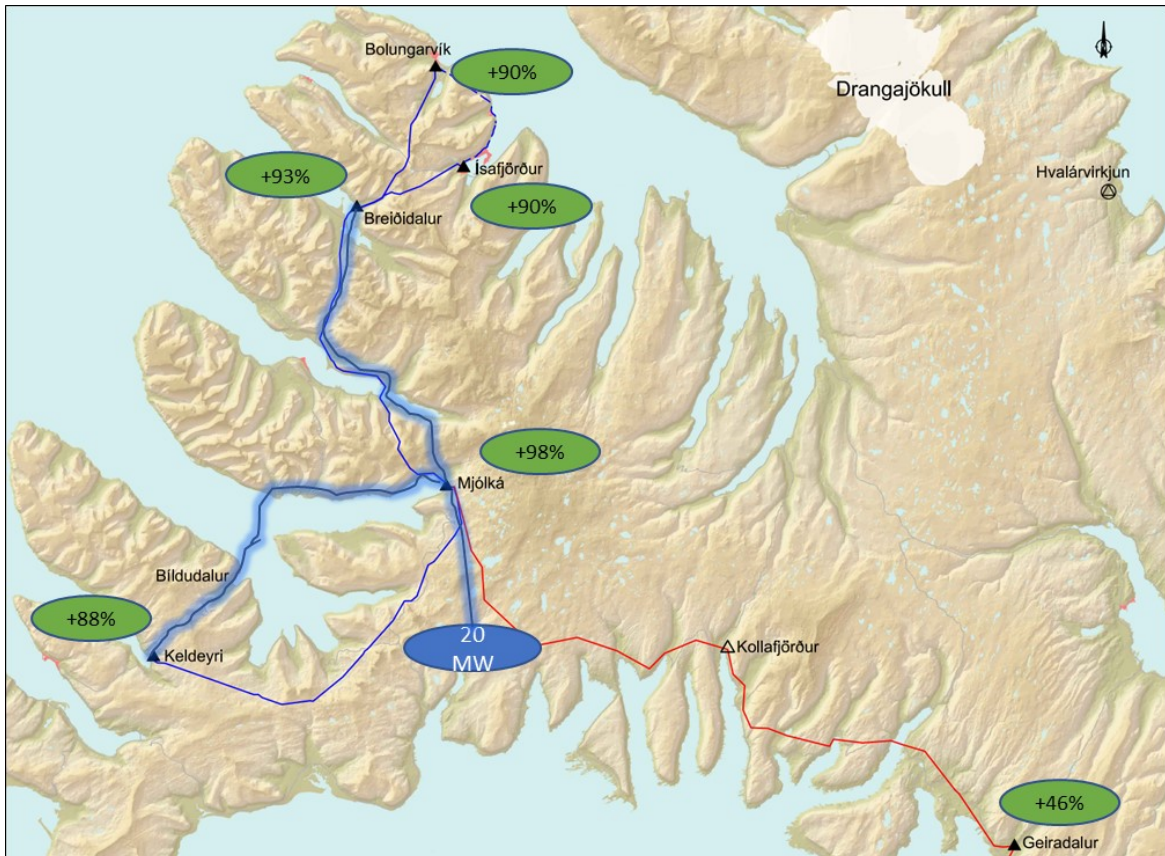 Bolungarvík
+90%
Drangajökull
Hvalárvirkjun
+93%
Ísafjörður
+90%
Breiðidalur
+98%
Mjólká
Bíldudalur
+88%
Keldeyri
20
MW
Kollafjörður
+46%
Geiradalur